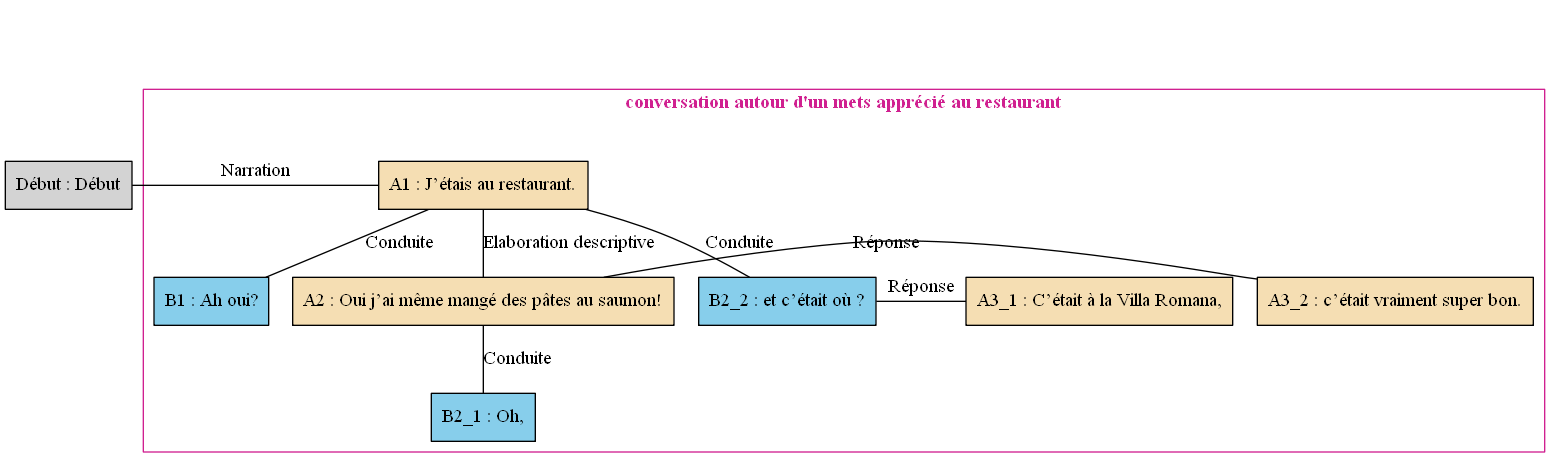 conversation autour d'un mets apprécié au restaurant
Début : Début
Narration
A1 : J’étais au restaurant.
Conduite
Elaboration descriptive
Conduite
Réponse
B1 : Ah oui?
A2 : Oui j’ai même mangé des pâtes au saumon!
B2_2 : et c’était où ?
Réponse
A3_1 : C’était à la Villa Romana,
A3_2 : c’était vraiment super bon.
Conduite
B2_1 : Oh,